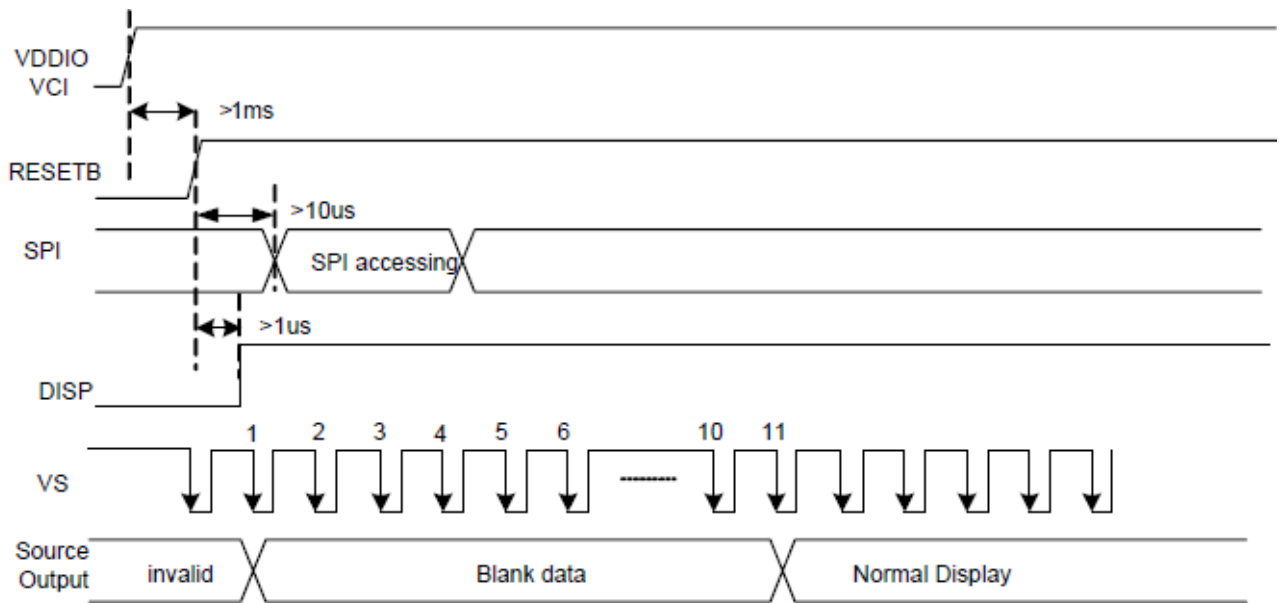 VDDIO
VCI
>1ms
RESETB
>10us
SPI
SPI accessing
>1us
DISP
1 2 3 4 5 6 10 11
VS
Source
Output
invalid
Blank data
Normal Display